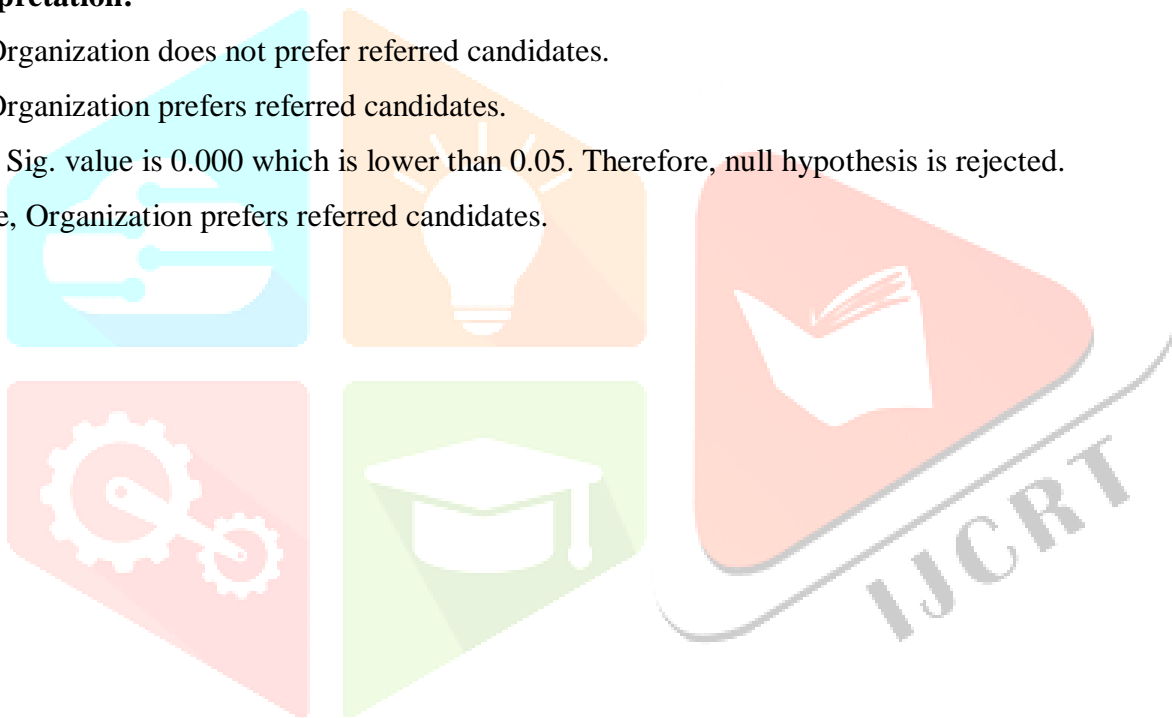 pretation:
Organization does not prefer referred candidates.
Organization prefers referred candidates.
Sig. value is 0.000 which is lower than 0.05. Therefore, null hypothesis is rejected.
e, Organization prefers referred candidates.
IJCRT